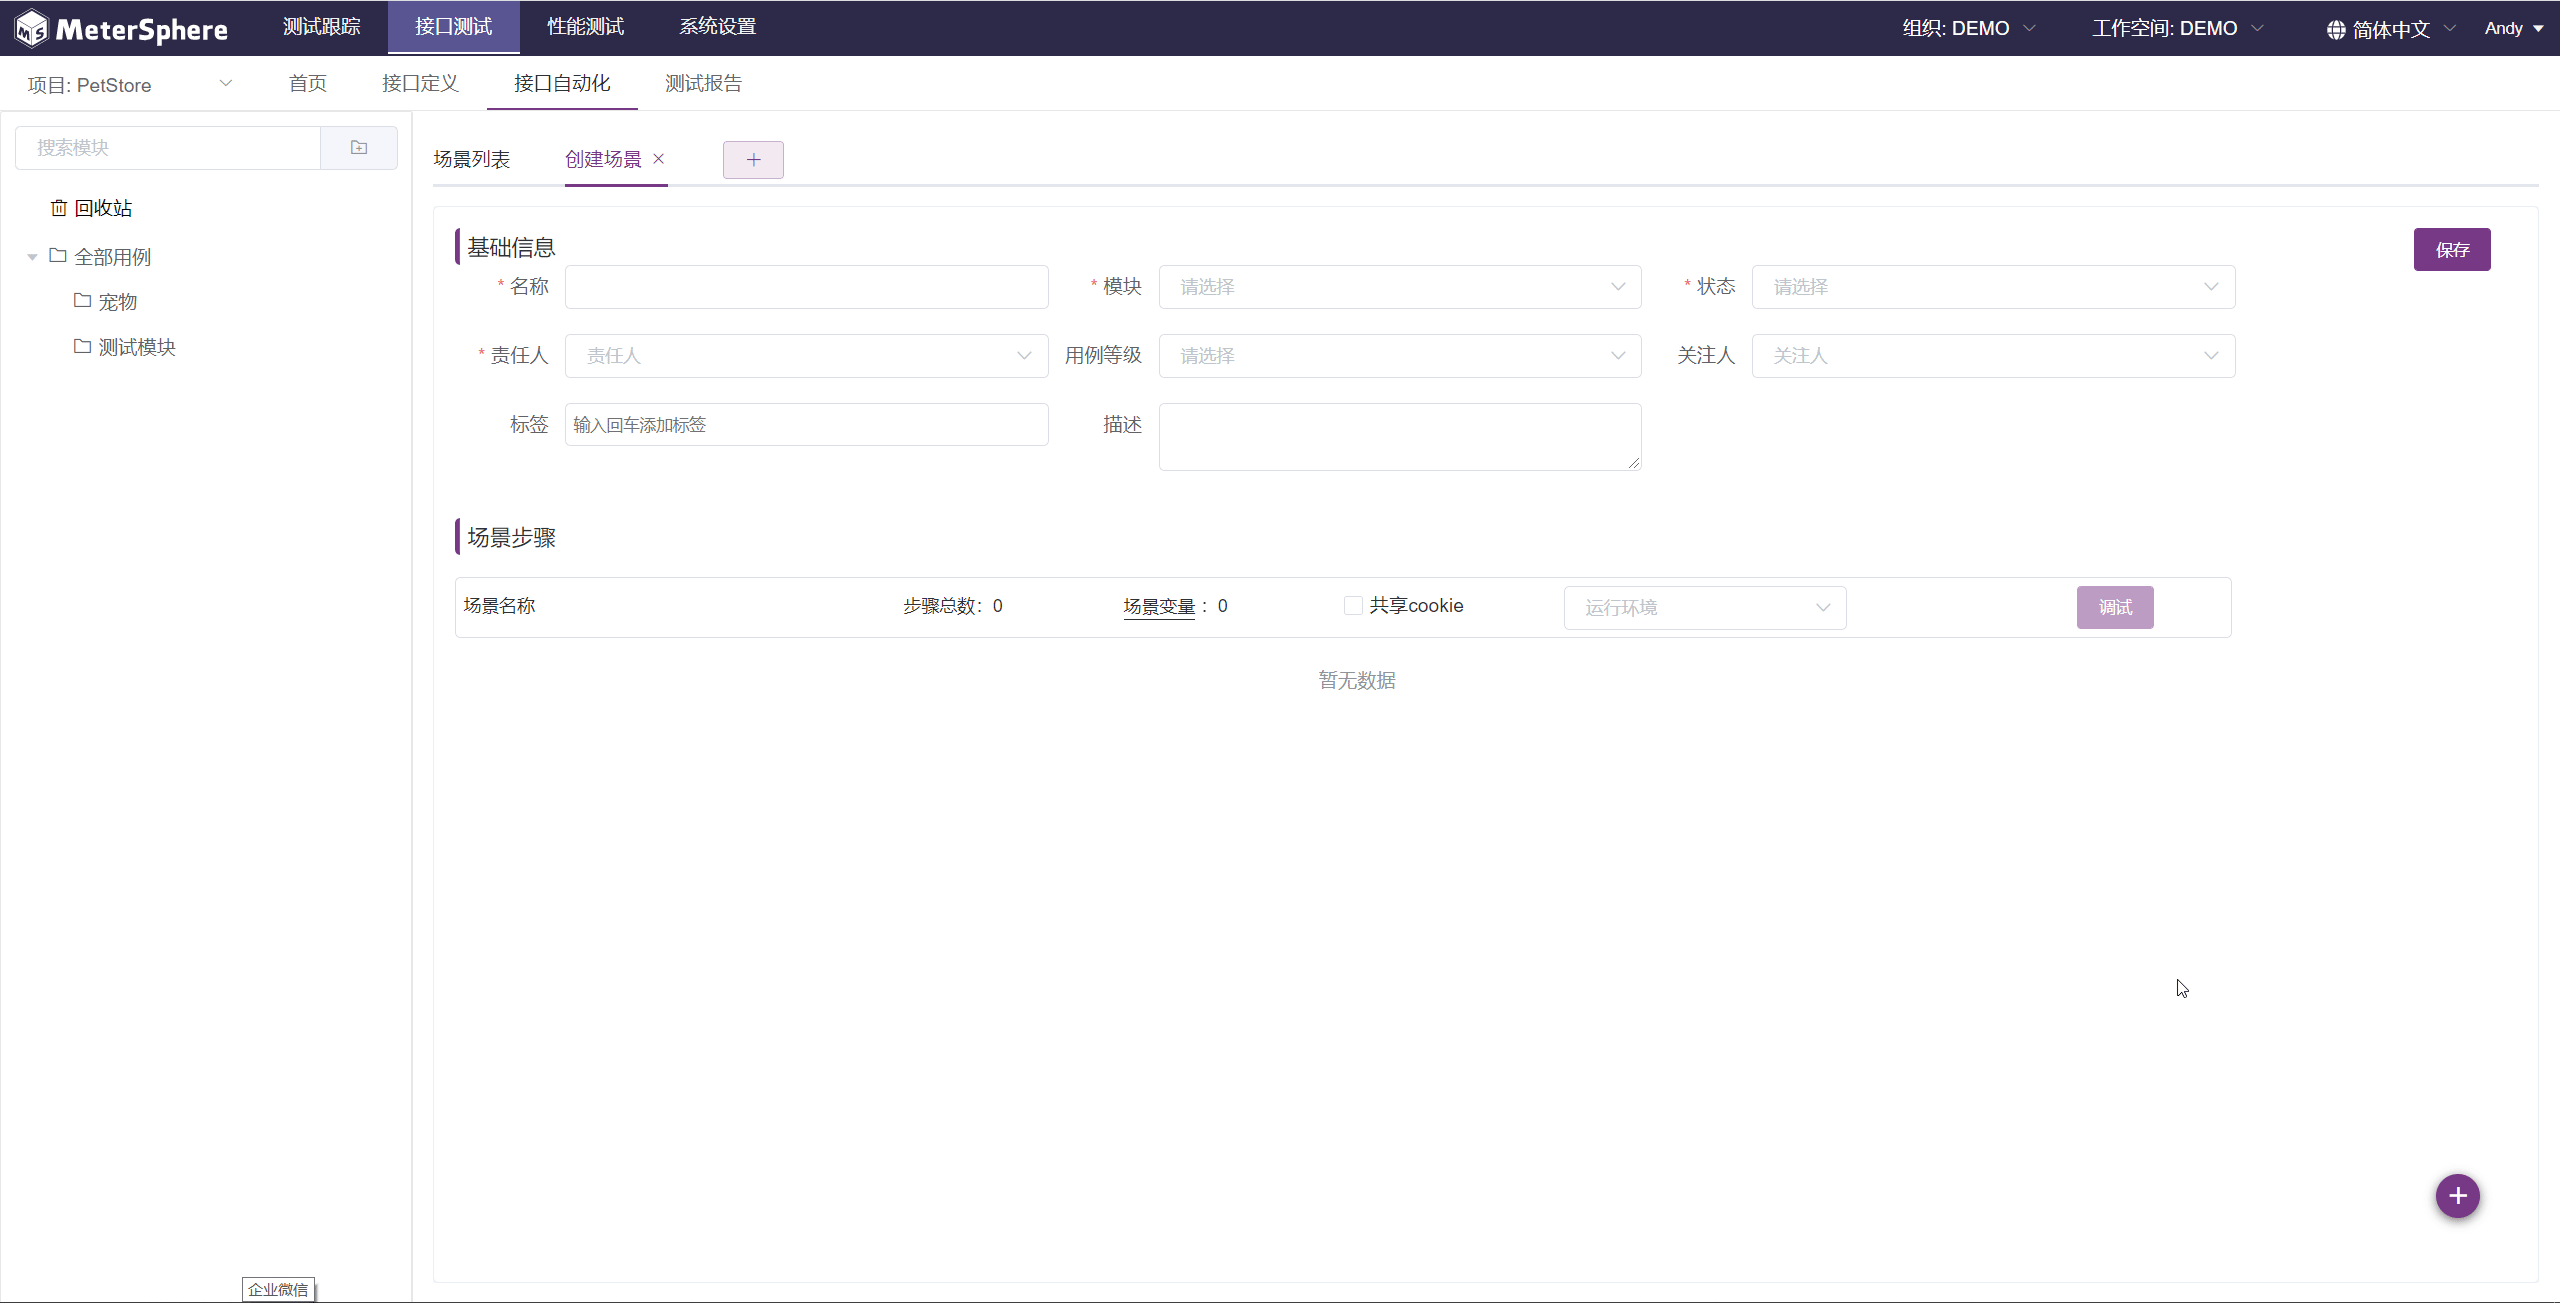 MeterSphere 测试跟踪 接口测试 性能测试 系统设置 组织: DEMO 工作空间: DEMO 简体中文 Andy
项目: PetStore 首页 接口定义 接口自动化 测试报告
搜索模块
回收站
全部用例
宠物
测试模块
场景列表 创建场景
基础信息 保存
* 名称 * 模块 请选择 * 状态 请选择
* 责任人 责任人 用例等级 请选择 关注人 关注人
标签 输入回车添加标签 描述
场景步骤
场景名称 步骤总数：0 场景变量：0 共享cookie 运行环境 调试
暂无数据
企业微信